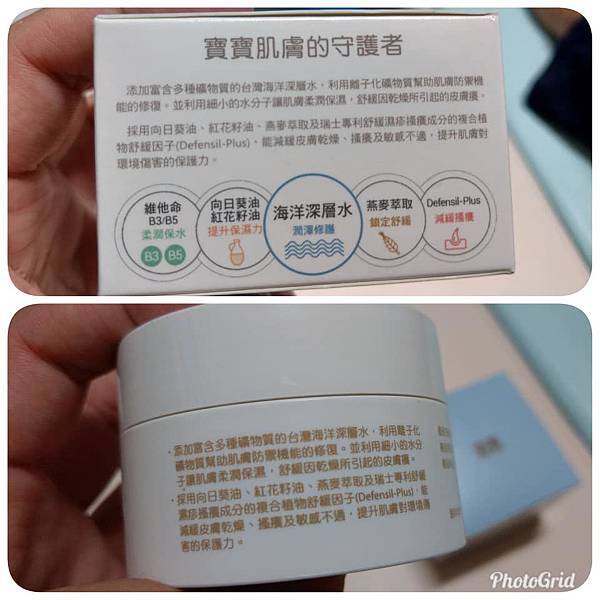 寶寶肌膚的守護者
添加富含多種礦物質的台灣海洋深層水，利用離子化礦物質幫助肌膚防禦機
能的修復。並利用細小的水分子讓肌膚柔潤保濕，舒緩因乾燥所引起的皮膚癢。
採用向日葵油、紅花籽油、燕麥萃取及瑞士專利舒緩濕疹搔癢成分的複合植
物舒緩因子(Defensil-Plus)，能減緩皮膚乾燥、搔癢及敏感不適，提升肌膚對
環境傷害的保護力。
維他命
B3/B5
柔潤保水
B3 B5
向日葵油
紅花籽油
提升保濕力
海洋深層水
潤澤修護
燕麥萃取
鎖定舒緩
Defensil-Plus
減緩搔癢
·添加富含多種礦物質的台灣海洋深層水，利用離子化
礦物質幫助肌膚防禦機能的修復。並利用細小的水分
子讓肌膚柔潤保濕，舒緩因乾燥所引起的皮膚癢。
·採用向日葵油、紅花籽油、燕麥萃取及瑞士專利舒緩
濕疹搔癢成分的複合植物舒緩因子(Defensil-Plus)，能
減緩皮膚乾燥、搔癢及敏感不適，提升肌膚對環境傷
害的保護力。
PhotoGrid